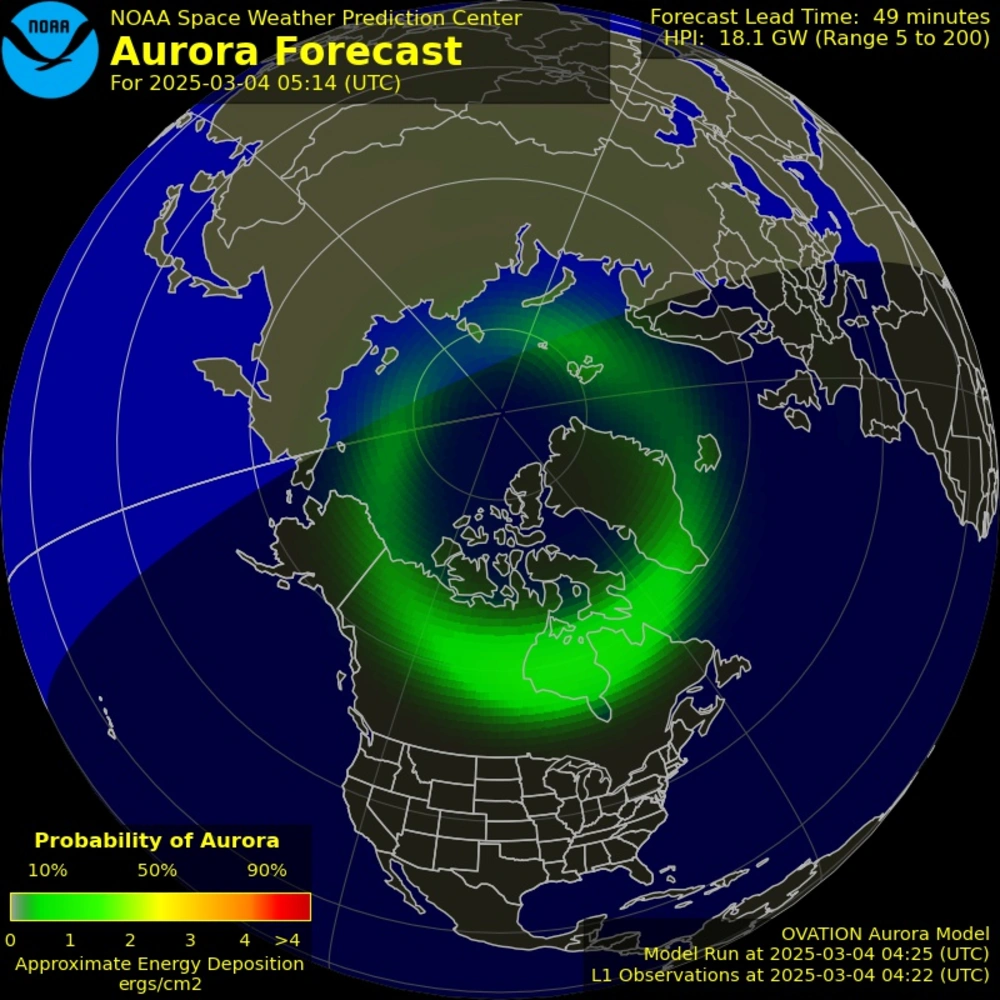 NOAA
NOAA Space Weather Prediction Center
Aurora Forecast
For 2025-03-04 05:14 (UTC)
Forecast Lead Time: 49 minutes
HPI: 18.1 GW (Range 5 to 200)
Probability of Aurora
10% 50% 90%
0 1 2 3 4 >4
Approximate Energy Deposition
ergs/cm2
OVATION Aurora Model
Model Run at 2025-03-04 04:25 (UTC)
L1 Observations at 2025-03-04 04:22 (UTC)